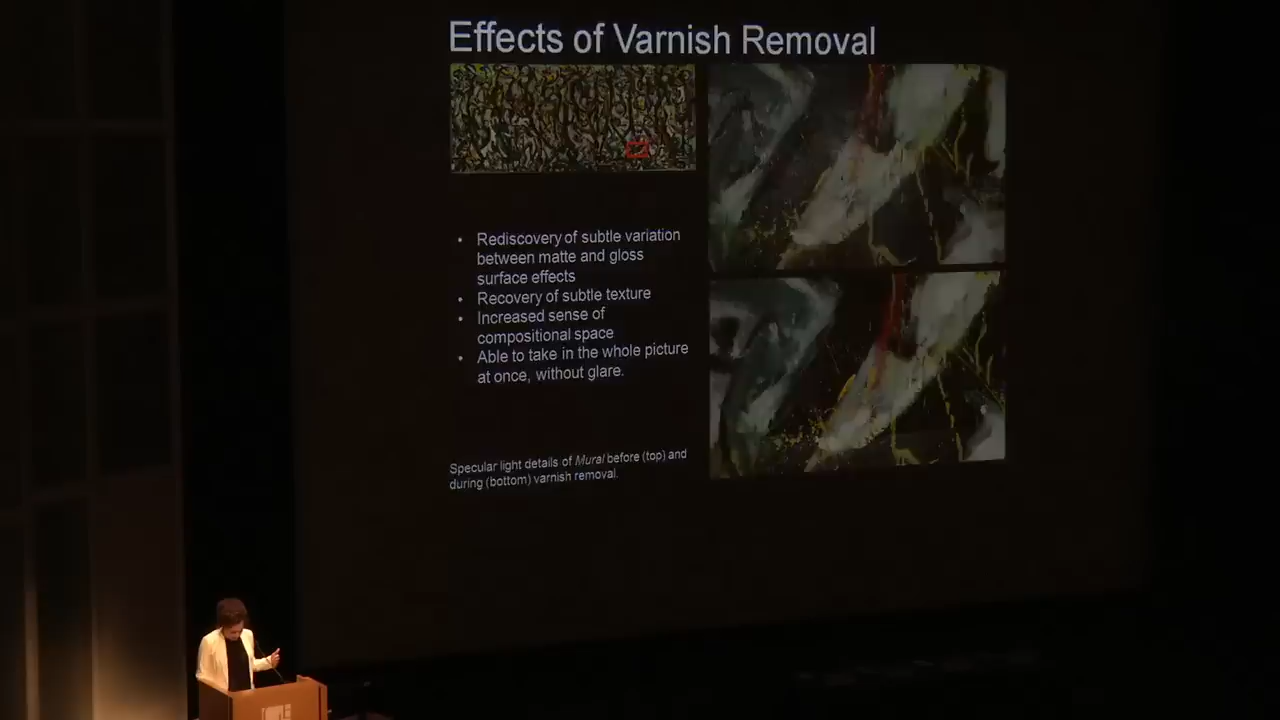 Effects of Varnish Removal
• Rediscovery of subtle variation
between matte and gloss
surface effects
• Recovery of subtle texture
• Increased sense of
compositional space
• Able to take in the whole picture
at once, without glare.
Specular light details of Mural before (top) and
during (bottom) varnish removal.